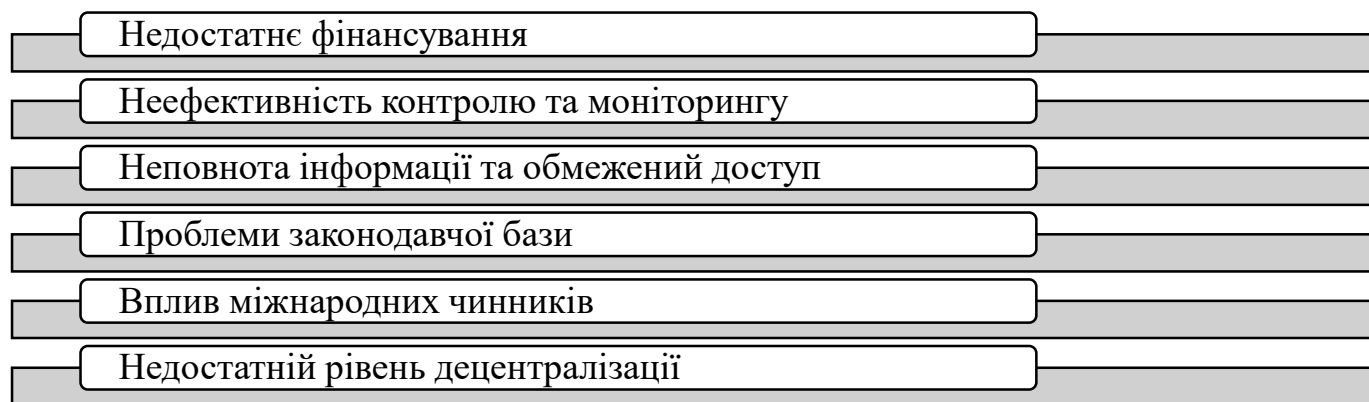 Недостатнє фінансування
Неефективність контролю та моніторингу
Неповнота інформації та обмежений доступ
Проблеми законодавчої бази
Вплив міжнародних чинників
Недостатній рівень децентралізації